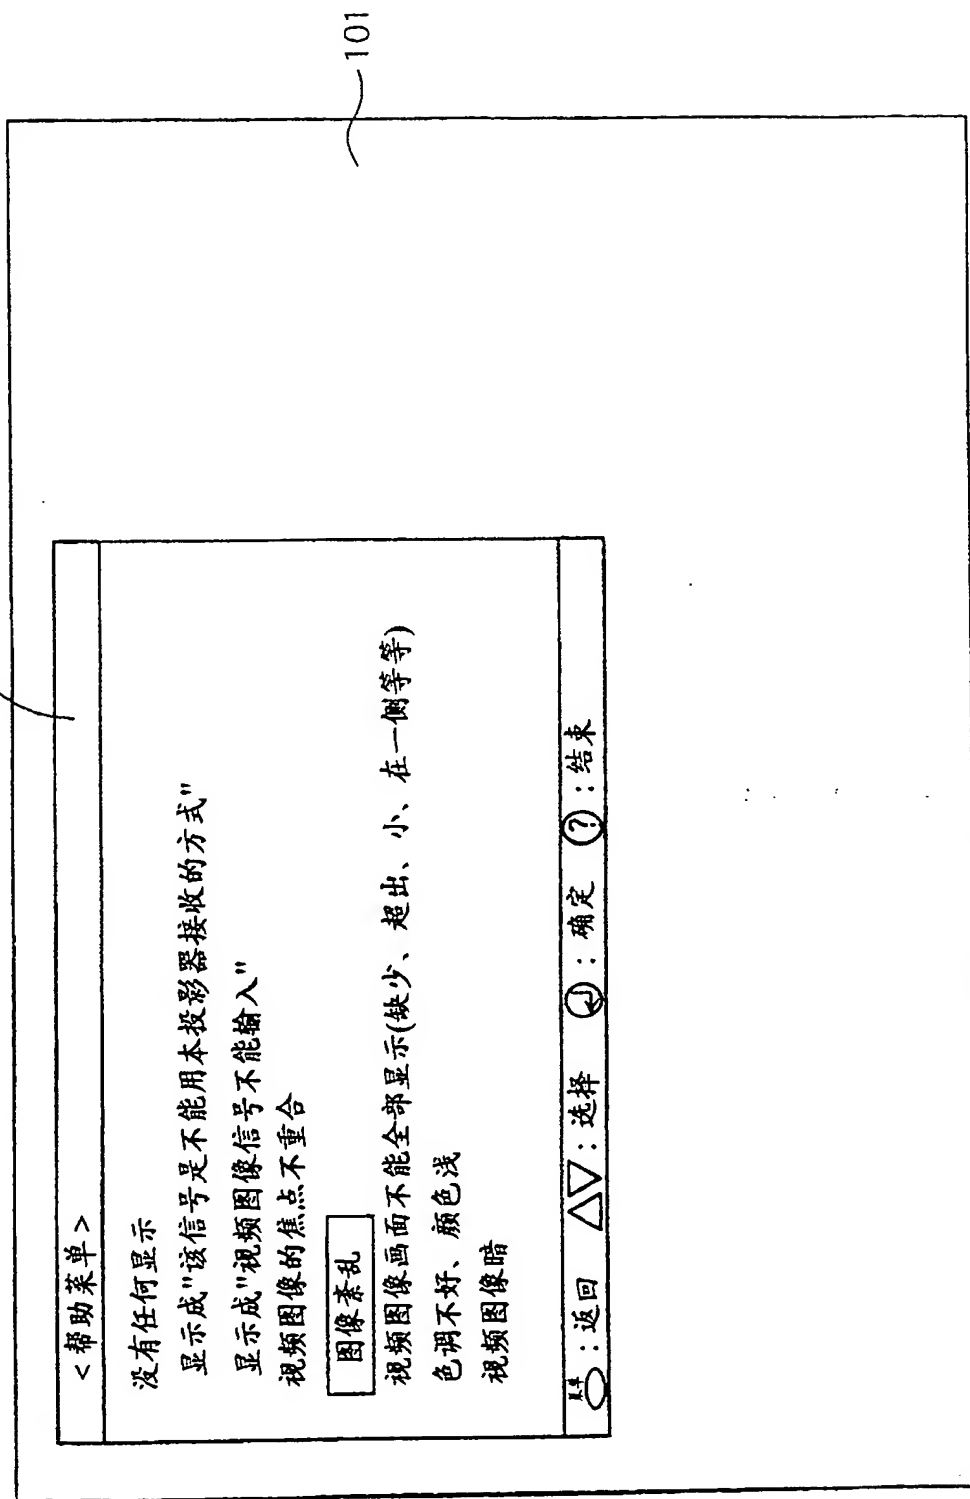 101
<帮助菜单>
没有任何显示
显示成"该信号是不能用本投影器接收的方式"
显示成"视频图像信号不能输入"
视频图像的焦点不重合
图像紊乱
视频图像画面不能全部显示(缺少、超出、小、在一侧等等)
色调不好、颜色浅
视频图像暗
菜单:返回 △▽:选择 :确定 ?:结束